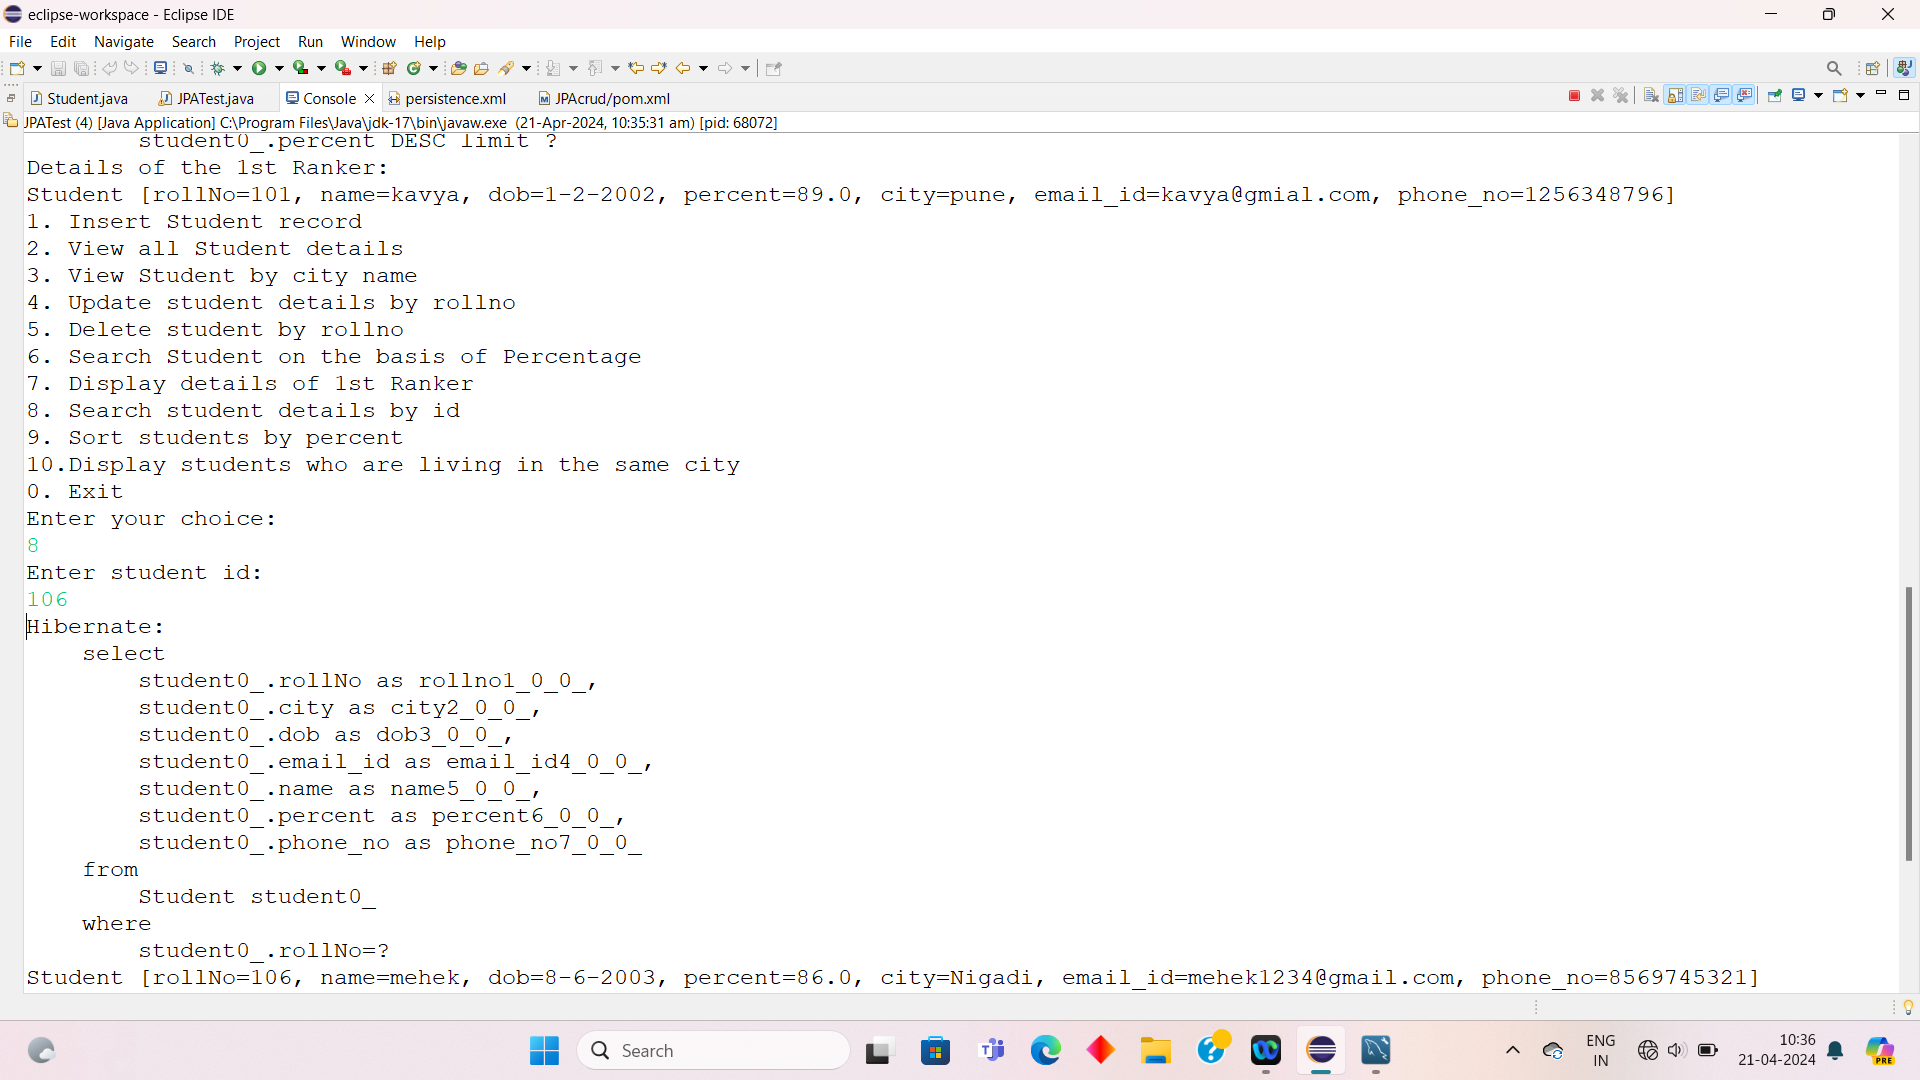 eclipse-workspace - Eclipse IDE
File Edit Navigate Search Project Run Window Help
Student.java JPATest.java Console persistence.xml JPAcrud/pom.xml
JPATest (4) [Java Application] C:\Program Files\Java\jdk-17\bin\javaw.exe (21-Apr-2024, 10:35:31 am) [pid: 68072]
student0_.percent DESC limit ?
Details of the 1st Ranker:
Student [rollNo=101, name=kavya, dob=1-2-2002, percent=89.0, city=pune, email_id=kavya@gmial.com, phone_no=1256348796]
1. Insert Student record
2. View all Student details
3. View Student by city name
4. Update student details by rollno
5. Delete student by rollno
6. Search Student on the basis of Percentage
7. Display details of 1st Ranker
8. Search student details by id
9. Sort students by percent
10.Display students who are living in the same city
0. Exit
Enter your choice:
8
Enter student id:
106
Hibernate:
select
student0_.rollNo as rollno1_0_0_,
student0_.city as city2_0_0_,
student0_.dob as dob3_0_0_,
student0_.email_id as email_id4_0_0_,
student0_.name as name5_0_0_,
student0_.percent as percent6_0_0_,
student0_.phone_no as phone_no7_0_0_
from
Student student0_
where
student0_.rollNo=?
Student [rollNo=106, name=mehek, dob=8-6-2003, percent=86.0, city=Nigadi, email_id=mehek1234@gmail.com, phone_no=8569745321]
Search
ENG
IN
10:36
21-04-2024
PRE